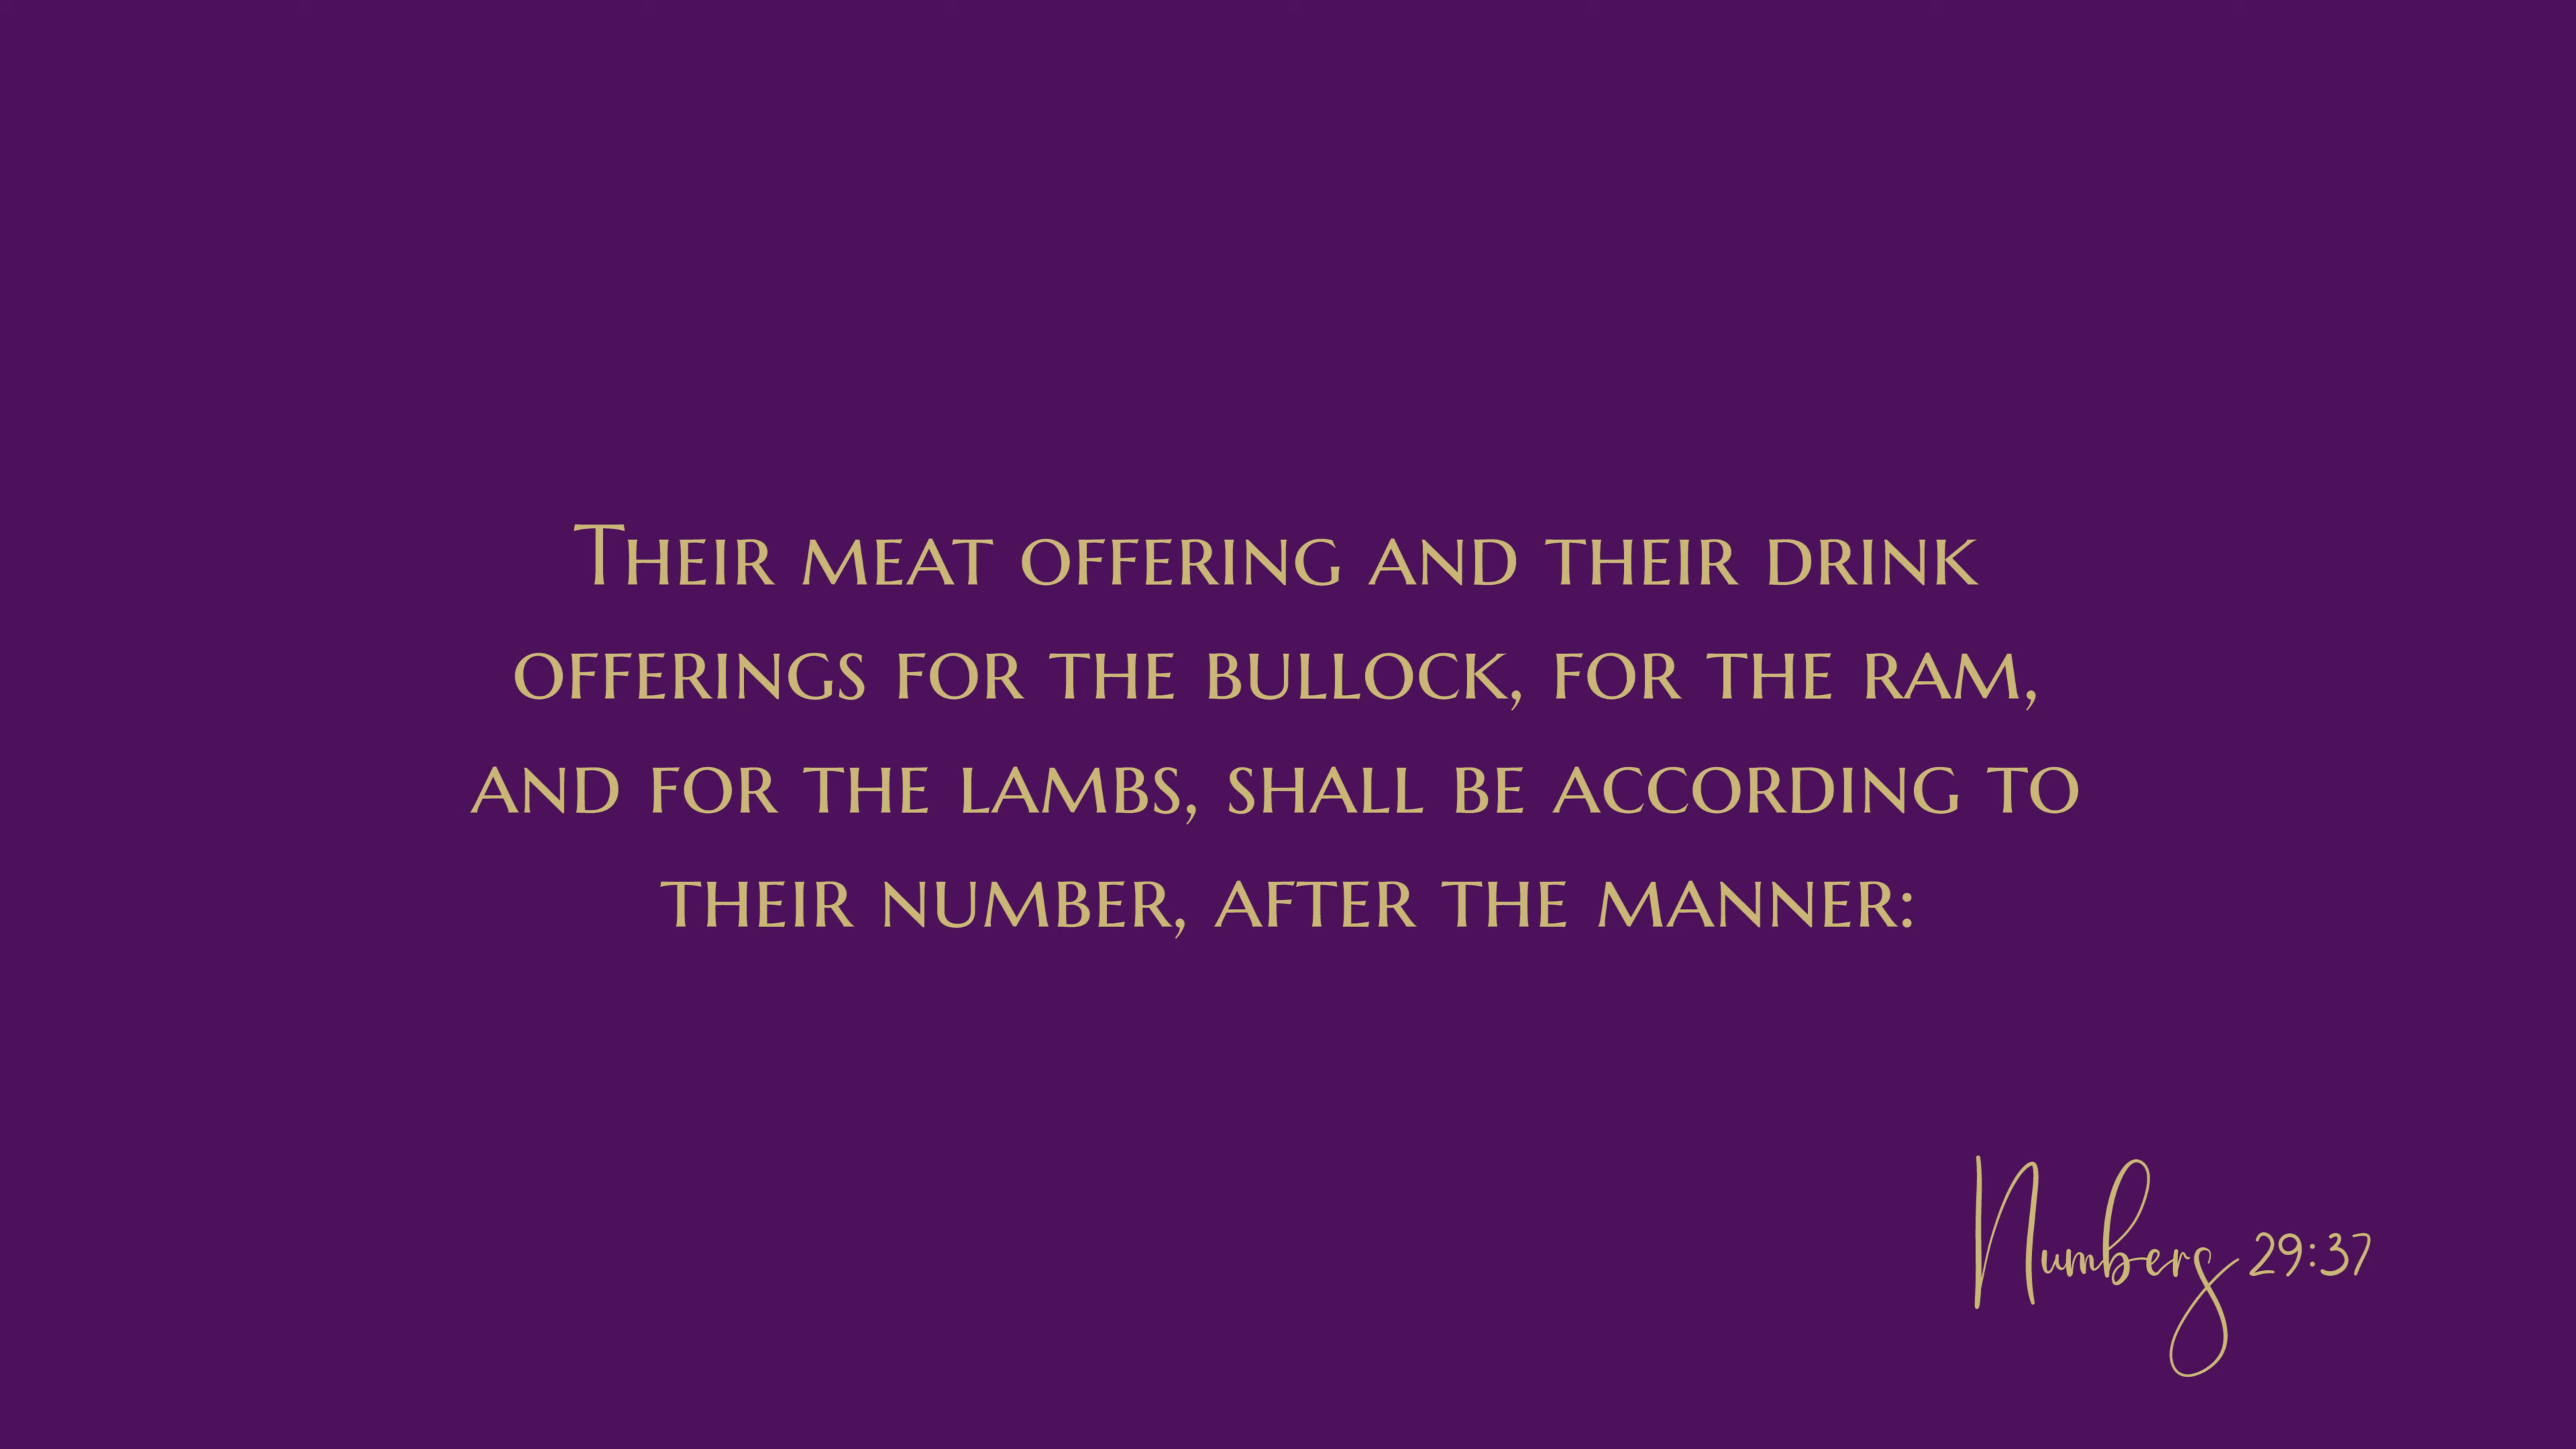 Their meat offering and their drink
offerings for the bullock, for the ram,
and for the lambs, shall be according to
their number, after the manner:
Numbers 29:37